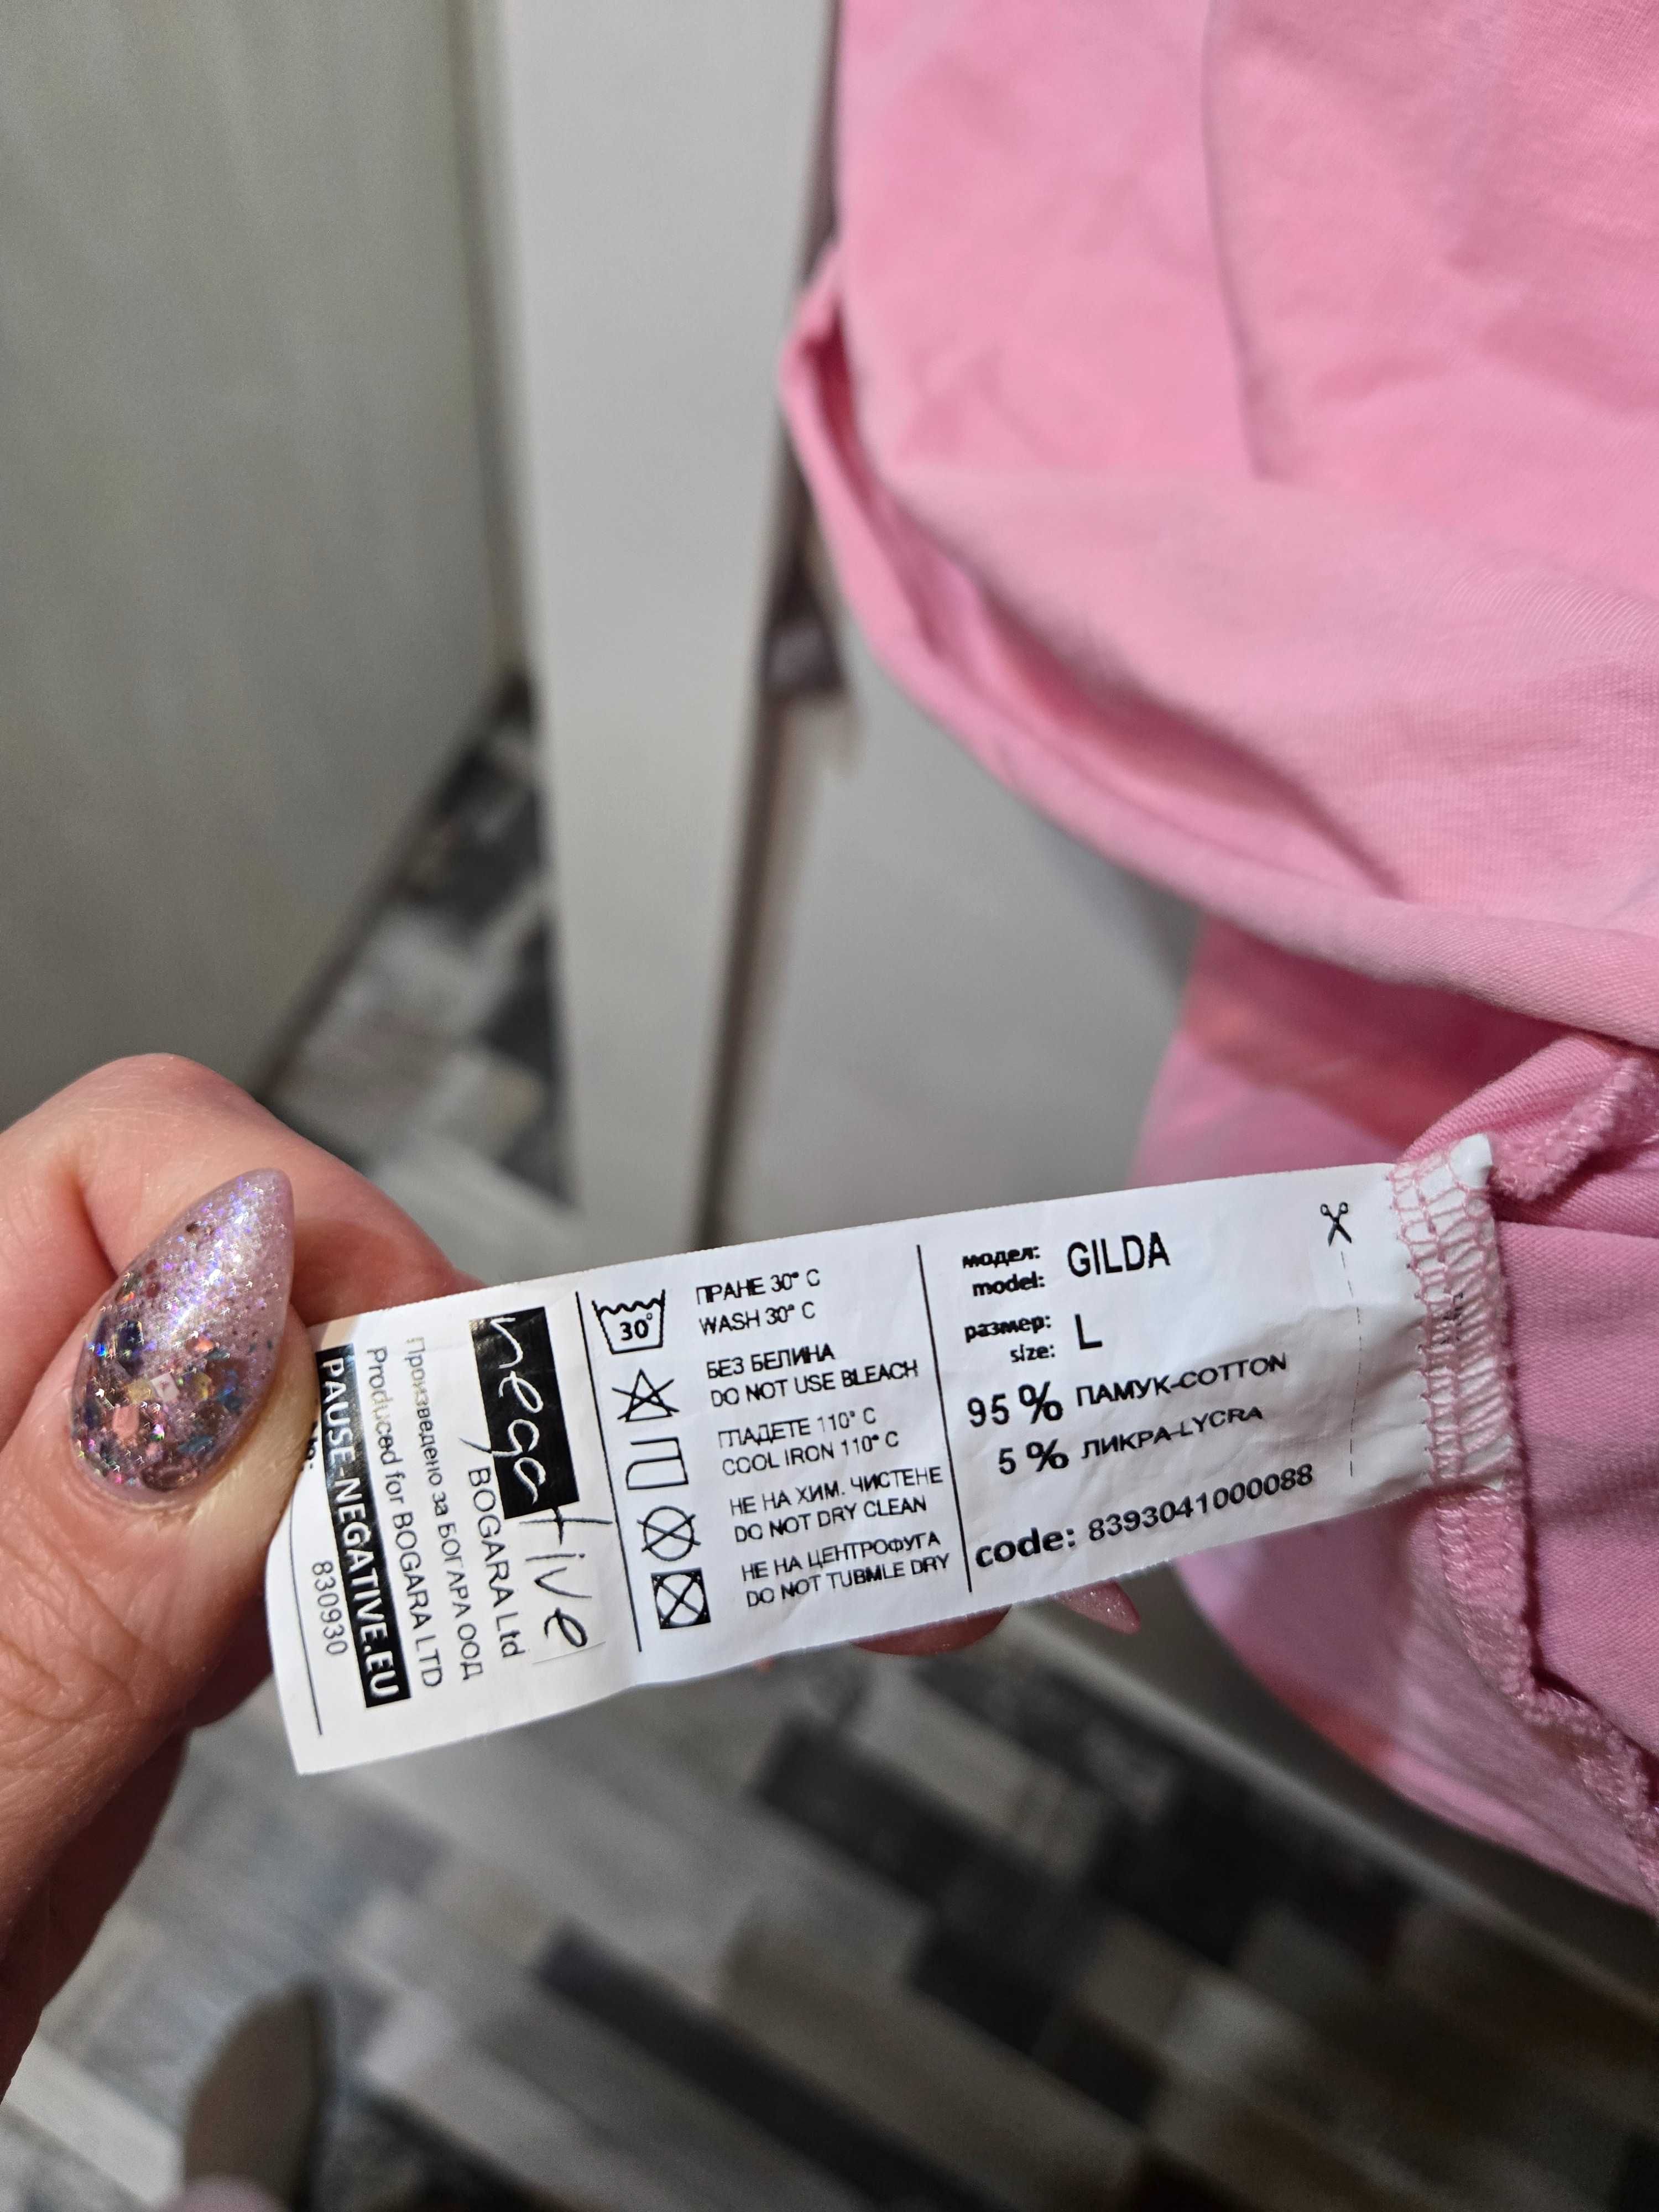 модел: GILDA
model:
размер: L
size:
95 % ПАМУК-COTTON
5 % ЛИКРА-LYCRA
code: 8393041000088
30°
ПРАНЕ 30° C
WASH 30° C
БЕЗ БЕЛИНА
DO NOT USE BLEACH
ГЛАДЕТЕ 110° C
COOL IRON 110° C
НЕ НА ХИМ. ЧИСТЕНЕ
DO NOT DRY CLEAN
НЕ НА ЦЕНТРОФУГА
DO NOT TUBMLE DRY
negative
BOGARA Ltd
Произведено за БОГАРА ООД
Produced for BOGARA LTD
PAUSE-NEGATIVE.EU
830930